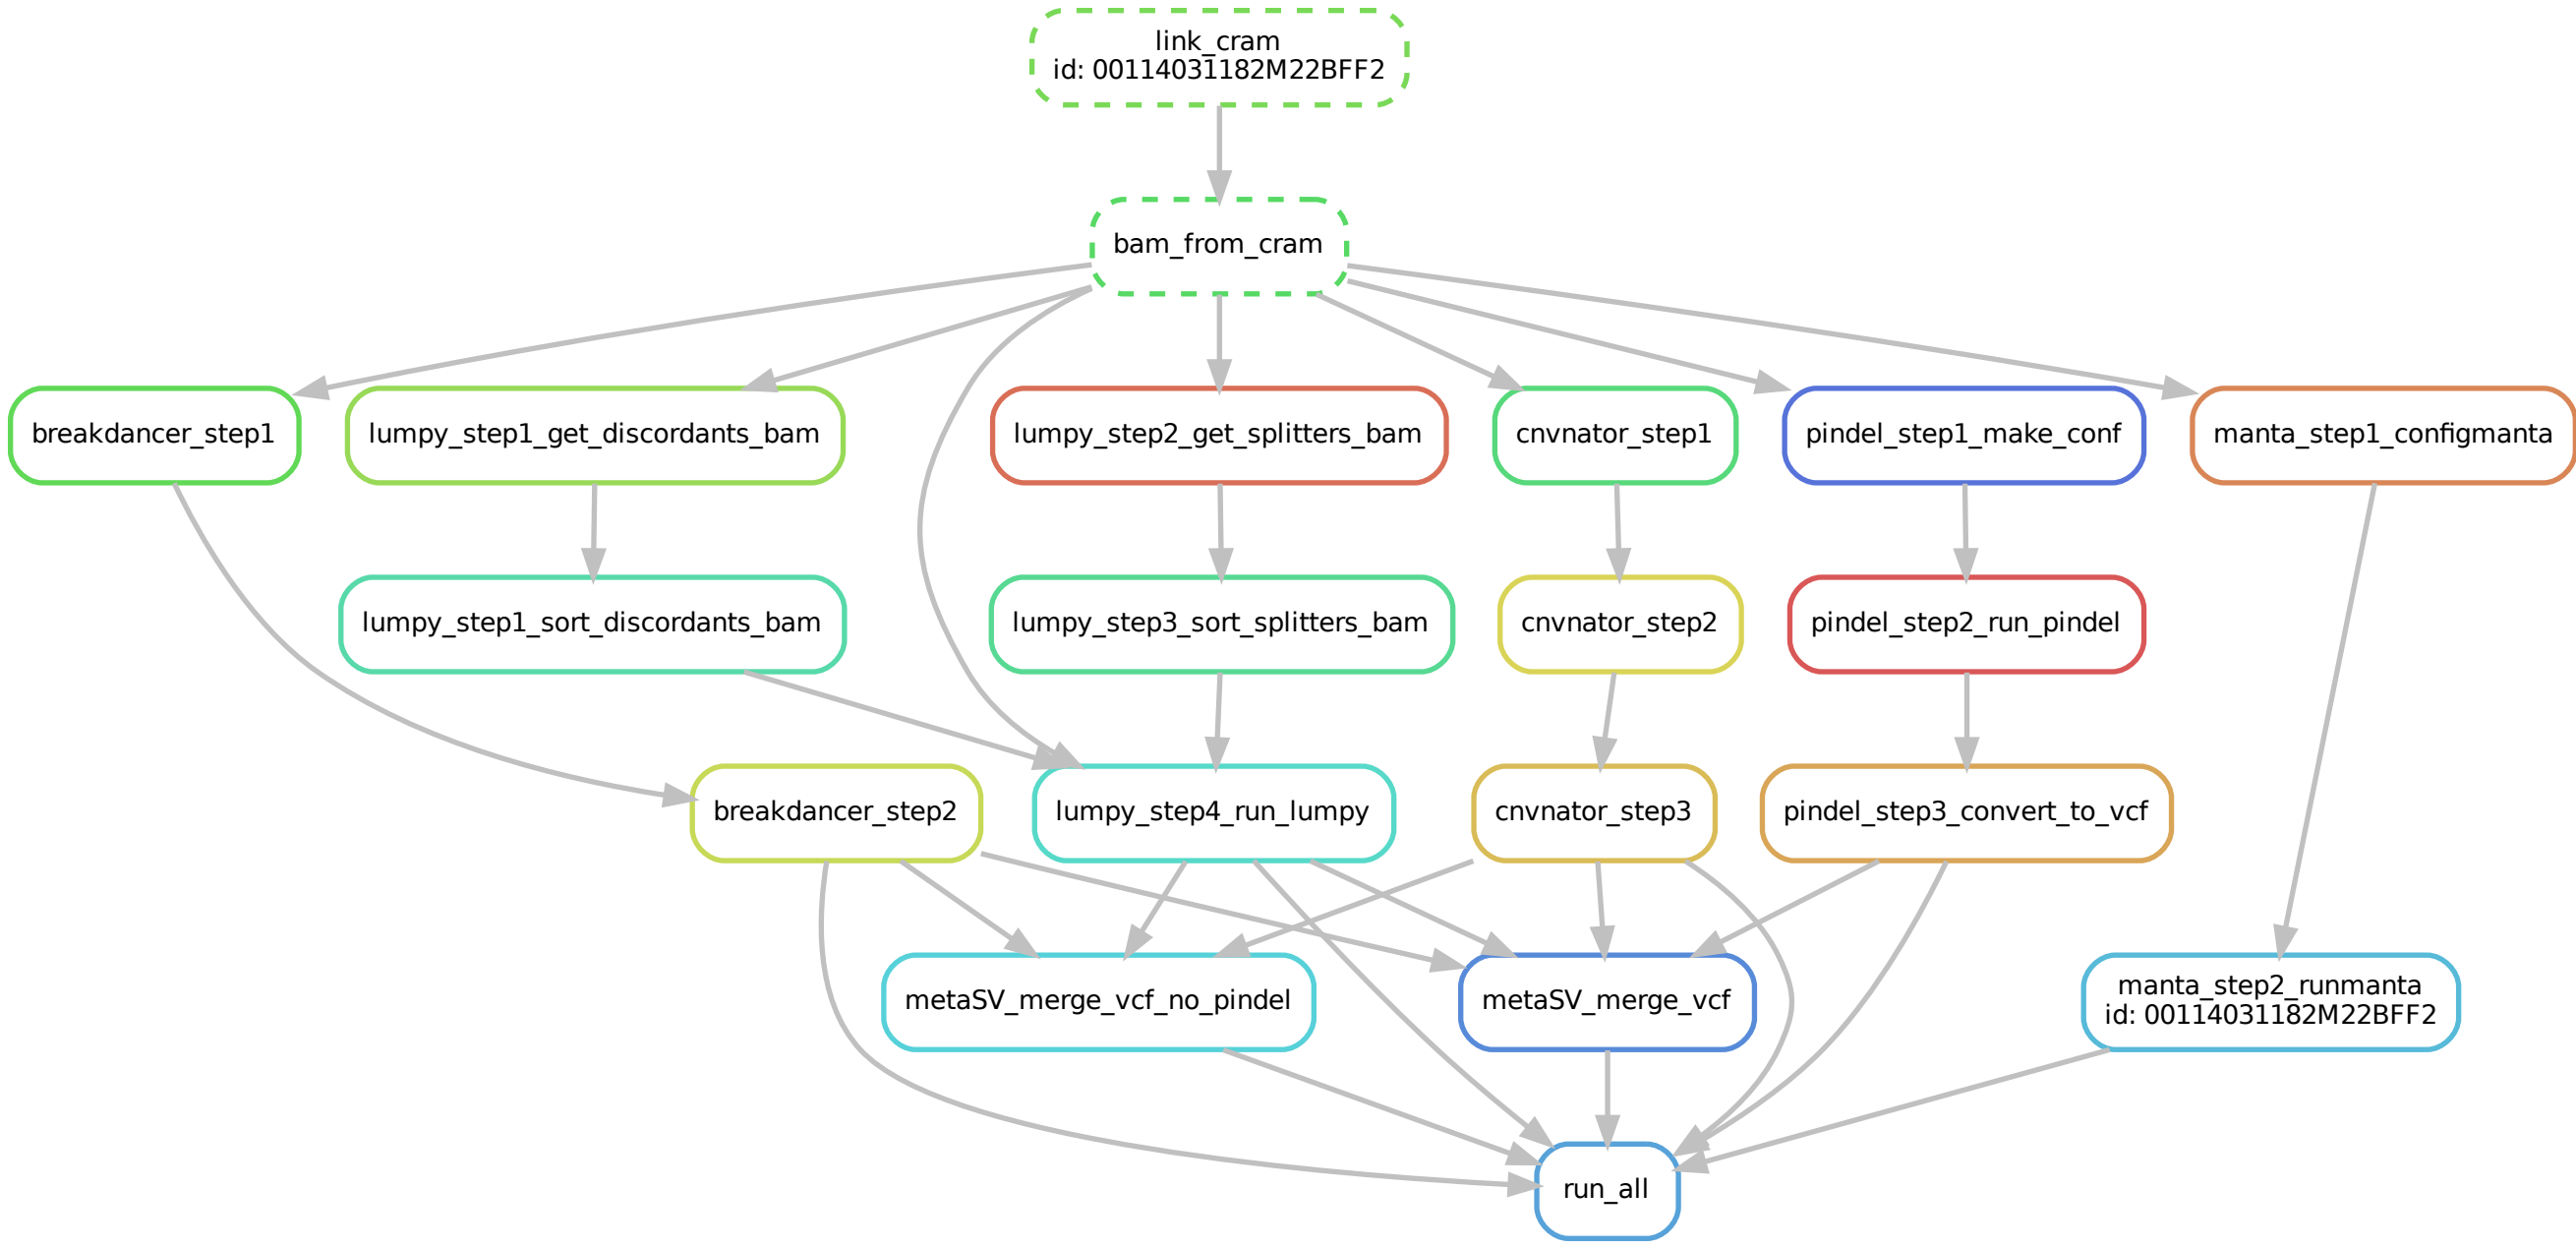 link_cram
id: 00114031182M22BFF2
bam_from_cram
breakdancer_step1
lumpy_step1_get_discordants_bam
lumpy_step2_get_splitters_bam
cnvnator_step1
pindel_step1_make_conf
manta_step1_configmanta
lumpy_step1_sort_discordants_bam
lumpy_step3_sort_splitters_bam
cnvnator_step2
pindel_step2_run_pindel
breakdancer_step2
lumpy_step4_run_lumpy
cnvnator_step3
pindel_step3_convert_to_vcf
metaSV_merge_vcf_no_pindel
metaSV_merge_vcf
manta_step2_runmanta
id: 00114031182M22BFF2
run_all